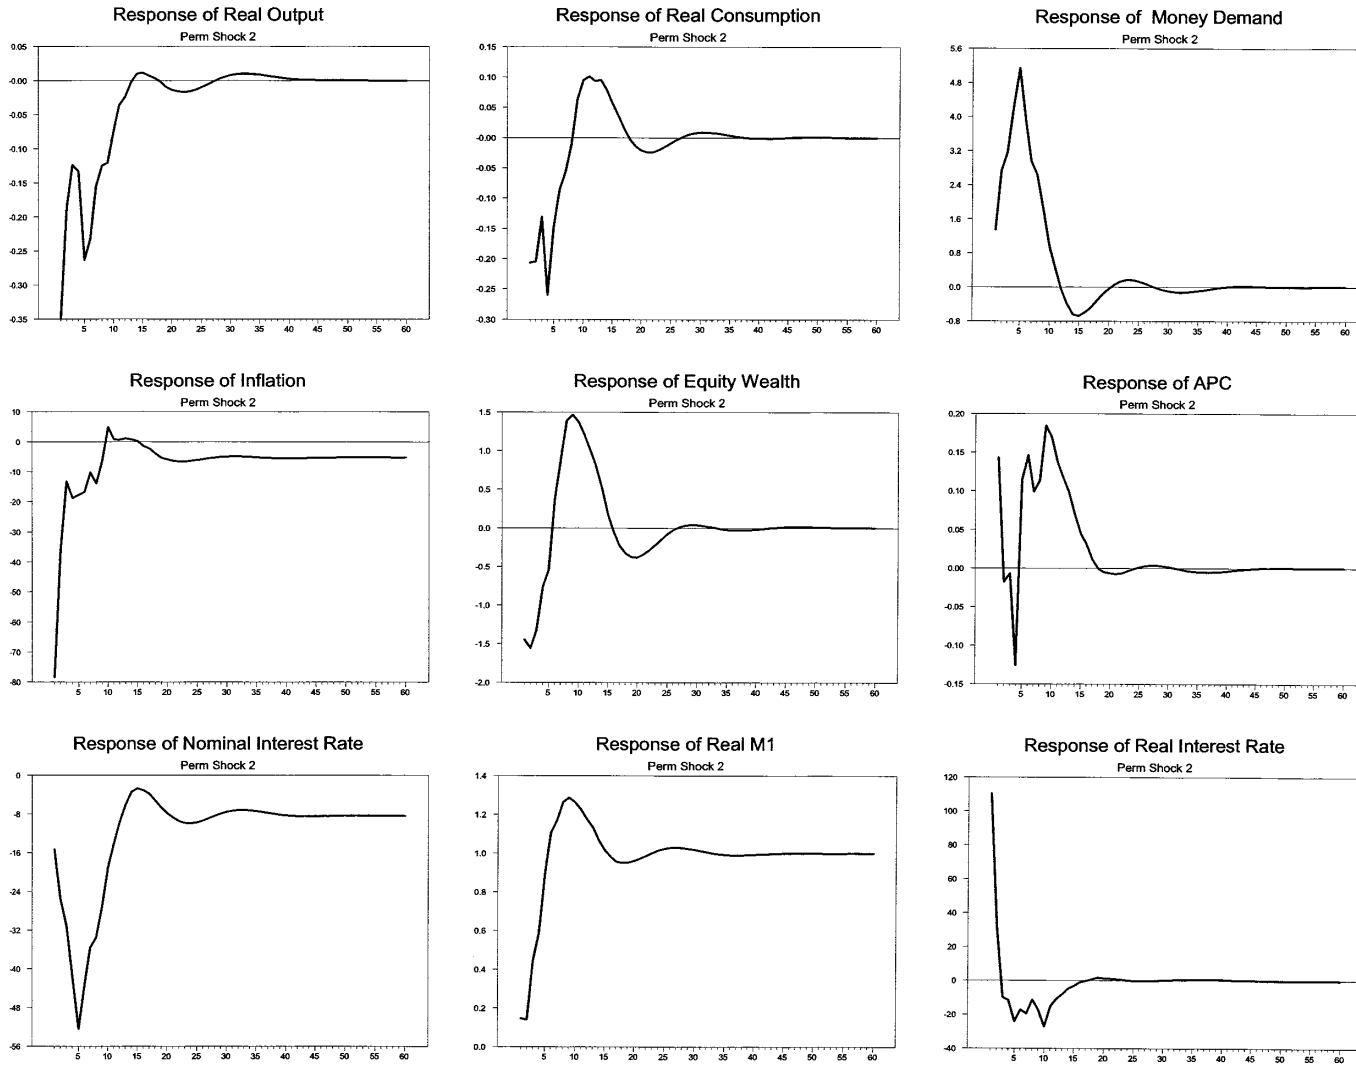 Response of Real Output
Perm Shock 2
0.05
-0.00
-0.05
-0.10
-0.15
-0.20
-0.25
-0.30
-0.35
5 10 15 20 25 30 35 40 45 50 55 60
Response of Real Consumption
Perm Shock 2
0.15
0.10
0.05
-0.00
-0.05
-0.10
-0.15
-0.20
-0.25
-0.30
5 10 15 20 25 30 35 40 45 50 55 60
Response of Money Demand
Perm Shock 2
5.6
4.8
4.0
3.2
2.4
1.6
0.8
0.0
-0.8
5 10 15 20 25 30 35 40 45 50 55 60
Response of Inflation
Perm Shock 2
10
0
-10
-20
-30
-40
-50
-60
-70
-80
5 10 15 20 25 30 35 40 45 50 55 60
Response of Equity Wealth
Perm Shock 2
1.5
1.0
0.5
0.0
-0.5
-1.0
-1.5
-2.0
5 10 15 20 25 30 35 40 45 50 55 60
Response of APC
Perm Shock 2
0.20
0.15
0.10
0.05
0.00
-0.05
-0.10
-0.15
5 10 15 20 25 30 35 40 45 50 55 60
Response of Nominal Interest Rate
Perm Shock 2
0
-8
-16
-24
-32
-40
-48
-56
5 10 15 20 25 30 35 40 45 50 55 60
Response of Real M1
Perm Shock 2
1.4
1.2
1.0
0.8
0.6
0.4
0.2
0.0
5 10 15 20 25 30 35 40 45 50 55 60
Response of Real Interest Rate
Perm Shock 2
120
100
80
60
40
20
0
-20
-40
5 10 15 20 25 30 35 40 45 50 55 60